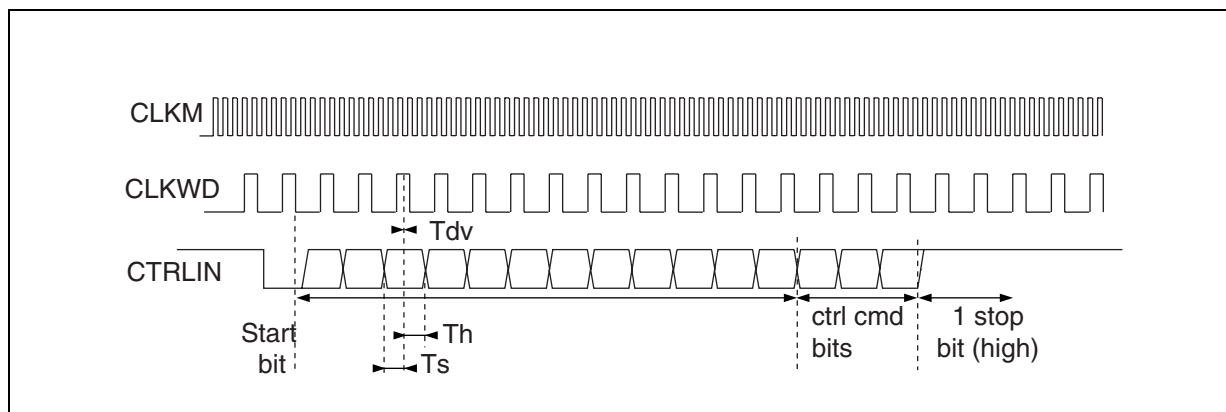 CLKM
CLKWD
Tdv
CTRLIN
Start
bit
Th
Ts
ctrl cmd
bits
1 stop
bit (high)